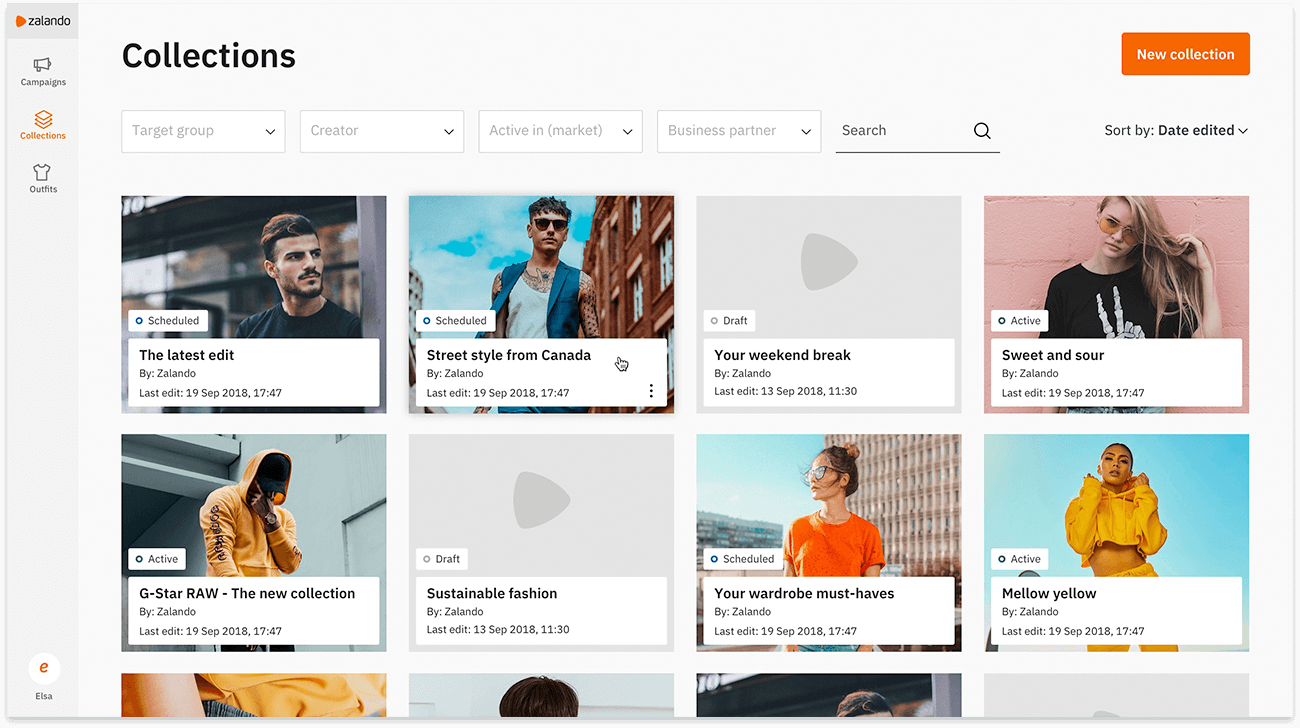 zalando
Collections
New collection
Campaigns
Collections
Outfits
Target group
Creator
Active in (market)
Business partner
Search
Sort by: Date edited
10
Scheduled
The latest edit
By: Zalando
Last edit: 19 Sep 2018, 17:47
Scheduled
Street style from Canada
By: Zalando
Last edit: 19 Sep 2018, 17:47
Draft
Your weekend break
By: Zalando
Last edit: 13 Sep 2018, 11:30
Active
Sweet and sour
By: Zalando
Last edit: 19 Sep 2018, 17:47
Active
G-Star RAW - The new collection
By: Zalando
Last edit: 19 Sep 2018, 17:47
Draft
Sustainable fashion
By: Zalando
Last edit: 13 Sep 2018, 11:30
Scheduled
Your wardrobe must-haves
By: Zalando
Last edit: 19 Sep 2018, 17:47
Active
Mellow yellow
By: Zalando
Last edit: 19 Sep 2018, 17:47
e
Elsa